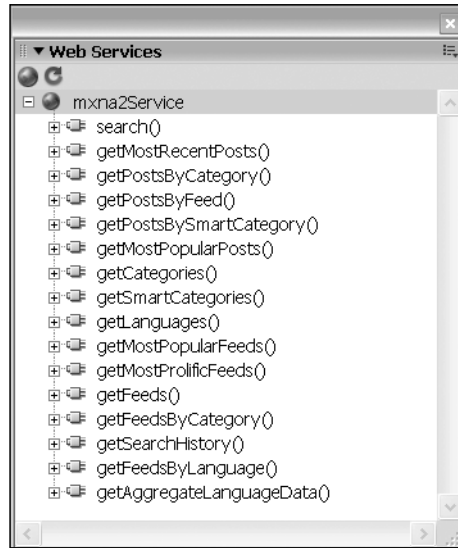 Web Services
mxna2Service
search()
getMostRecentPosts()
getPostsByCategory()
getPostsByFeed()
getPostsBySmartCategory()
getMostPopularPosts()
getCategories()
getSmartCategories()
getLanguages()
getMostPopularFeeds()
getMostProlificFeeds()
getFeeds()
getFeedsByCategory()
getSearchHistory()
getFeedsByLanguage()
getAggregateLanguageData()